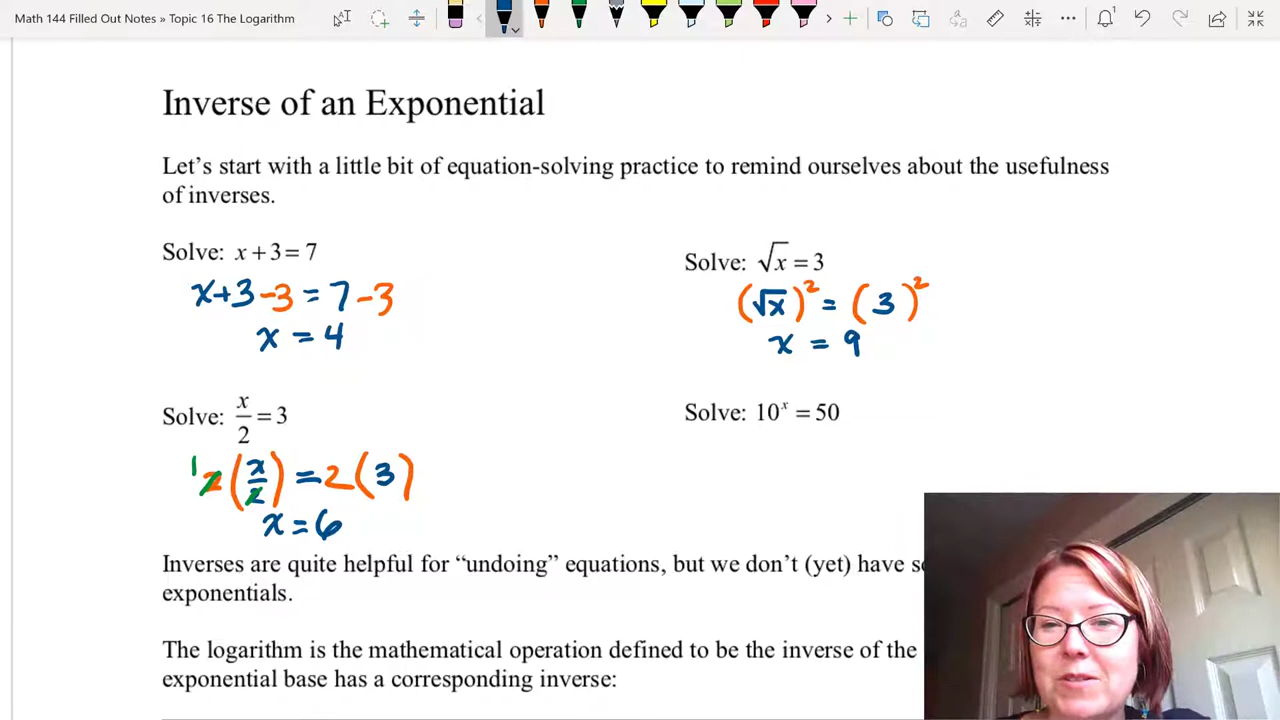 Math 144 Filled Out Notes » Topic 16 The Logarithm
Inverse of an Exponential
Let's start with a little bit of equation-solving practice to remind ourselves about the usefulness
of inverses.
Solve: x + 3 = 7
x+3-3 = 7-3
x = 4
Solve: √x = 3
(√x)² = (3)²
x = 9
Solve: x/2 = 3
1 2(x/2) = 2(3)
x = 6
Solve: 10ˣ = 50
Inverses are quite helpful for “undoing” equations, but we don't (yet) have
exponentials.
The logarithm is the mathematical operation defined to be the inverse of the
exponential base has a corresponding inverse: